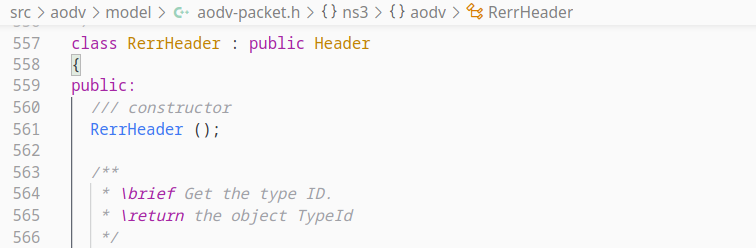 src > aodv > model > C++ aodv-packet.h > {} ns3 > {} aodv > RerrHeader
557 class RerrHeader : public Header
558 {
559 public:
560 /// constructor
561 RerrHeader ();
562
563 /**
564 * \brief Get the type ID.
565 * \return the object TypeId
566 */